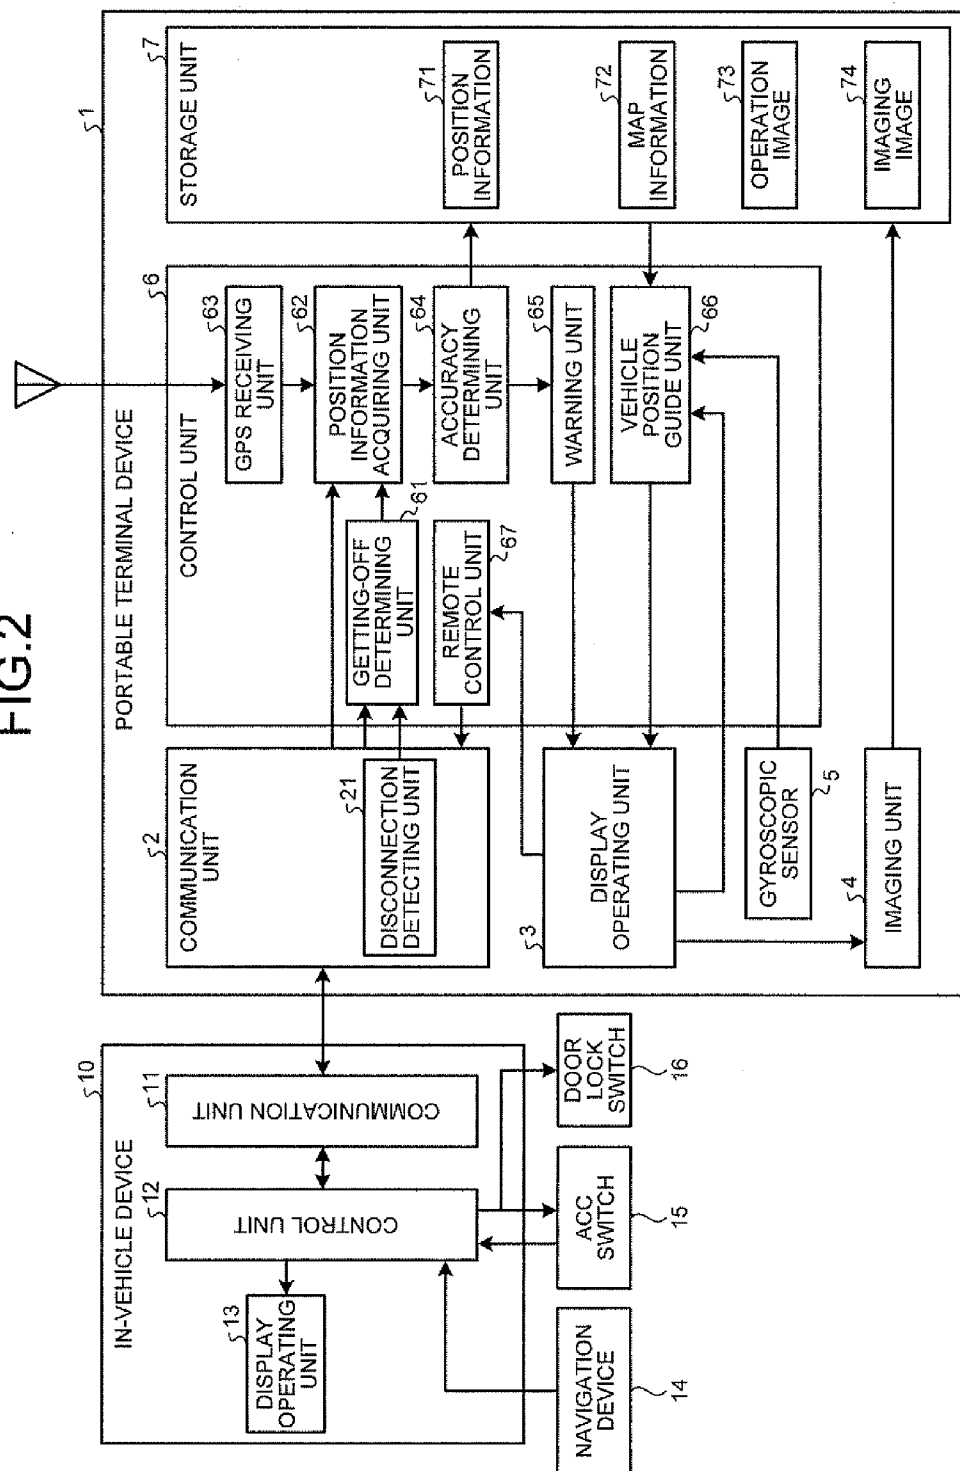 FIG.2
PORTABLE TERMINAL DEVICE
1
COMMUNICATION
UNIT
2
DISCONNECTION
DETECTING UNIT
21
DISPLAY
OPERATING UNIT
3
GYROSCOPIC
SENSOR
5
IMAGING UNIT
4
CONTROL UNIT
6
GPS RECEIVING
UNIT
63
POSITION
INFORMATION
ACQUIRING UNIT
62
GETTING-OFF
DETERMINING
UNIT
61
ACCURACY
DETERMINING
UNIT
64
REMOTE
CONTROL UNIT
67
WARNING UNIT
65
VEHICLE
POSITION
GUIDE UNIT
66
STORAGE UNIT
7
POSITION
INFORMATION
71
MAP
INFORMATION
72
OPERATION
IMAGE
73
IMAGING
IMAGE
74
IN-VEHICLE DEVICE
10
DISPLAY
OPERATING
UNIT
13
CONTROL UNIT
12
COMMUNICATION UNIT
11
NAVIGATION
DEVICE
14
ACC
SWITCH
15
DOOR
LOCK
SWITCH
16